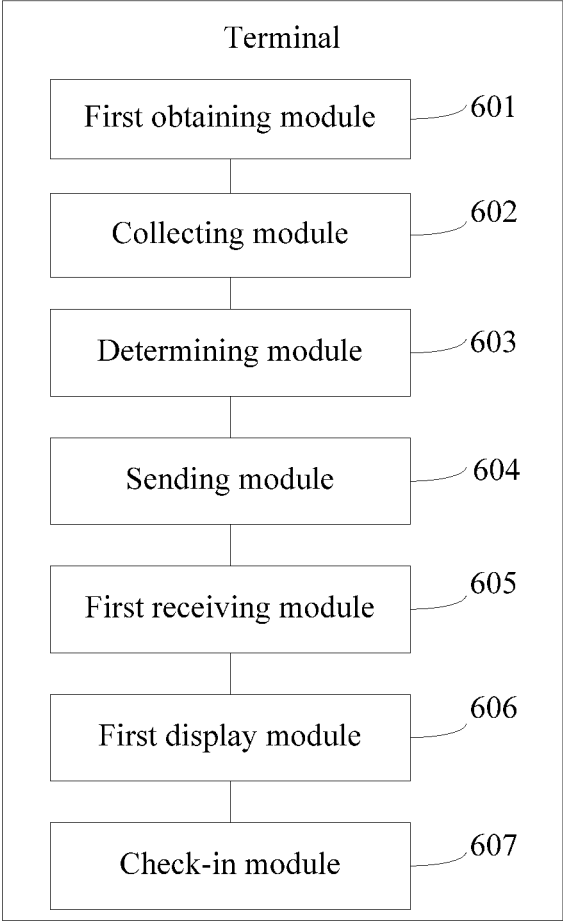 Terminal
First obtaining module
601
Collecting module
602
Determining module
603
Sending module
604
First receiving module
605
First display module
606
Check-in module
607